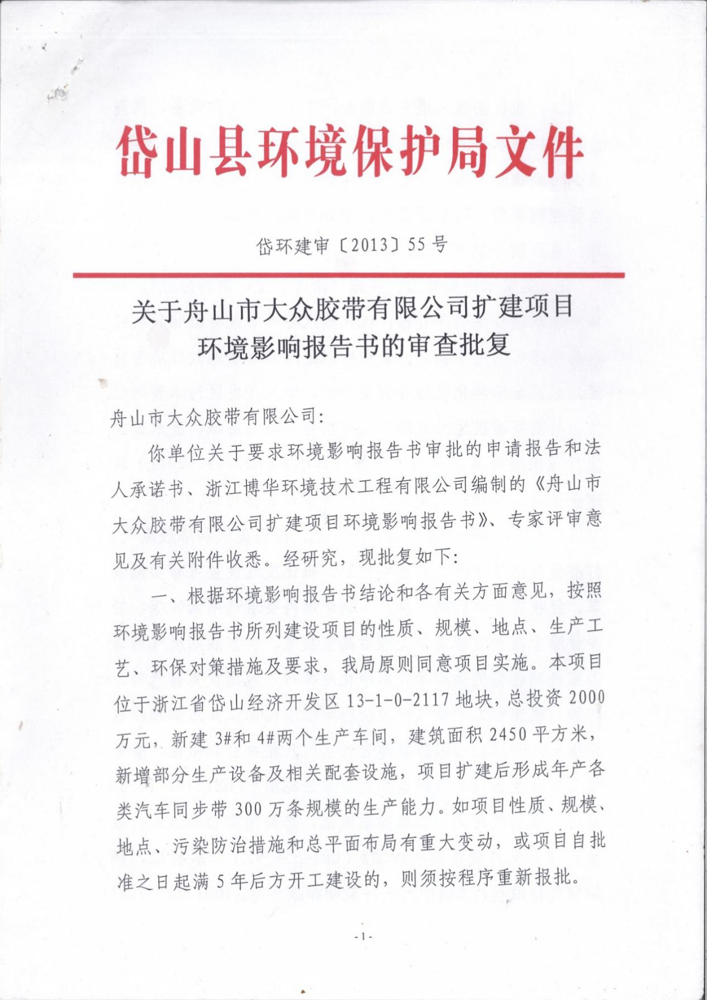 岱山县环境保护局文件
岱环建审〔2013〕55号
关于舟山市大众胶带有限公司扩建项目
环境影响报告书的审查批复
舟山市大众胶带有限公司：
你单位关于要求环境影响报告书审批的申请报告和法
人承诺书、浙江博华环境技术工程有限公司编制的《舟山市
大众胶带有限公司扩建项目环境影响报告书》、专家评审意
见及有关附件收悉。经研究，现批复如下：
一、根据环境影响报告书结论和各有关方面意见，按照
环境影响报告书所列建设项目的性质、规模、地点、生产工
艺、环保对策措施及要求，我局原则同意项目实施。本项目
位于浙江省岱山经济开发区 13-1-0-2117 地块，总投资 2000
万元，新建 3#和 4#两个生产车间，建筑面积 2450 平方米，
新增部分生产设备及相关配套设施，项目扩建后形成年产各
类汽车同步带 300 万条规模的生产能力。如项目性质、规模、
地点、污染防治措施和总平面布局有重大变动，或项目自批
准之日起满 5 年后方开工建设的，则须按程序重新报批。
- 1 -